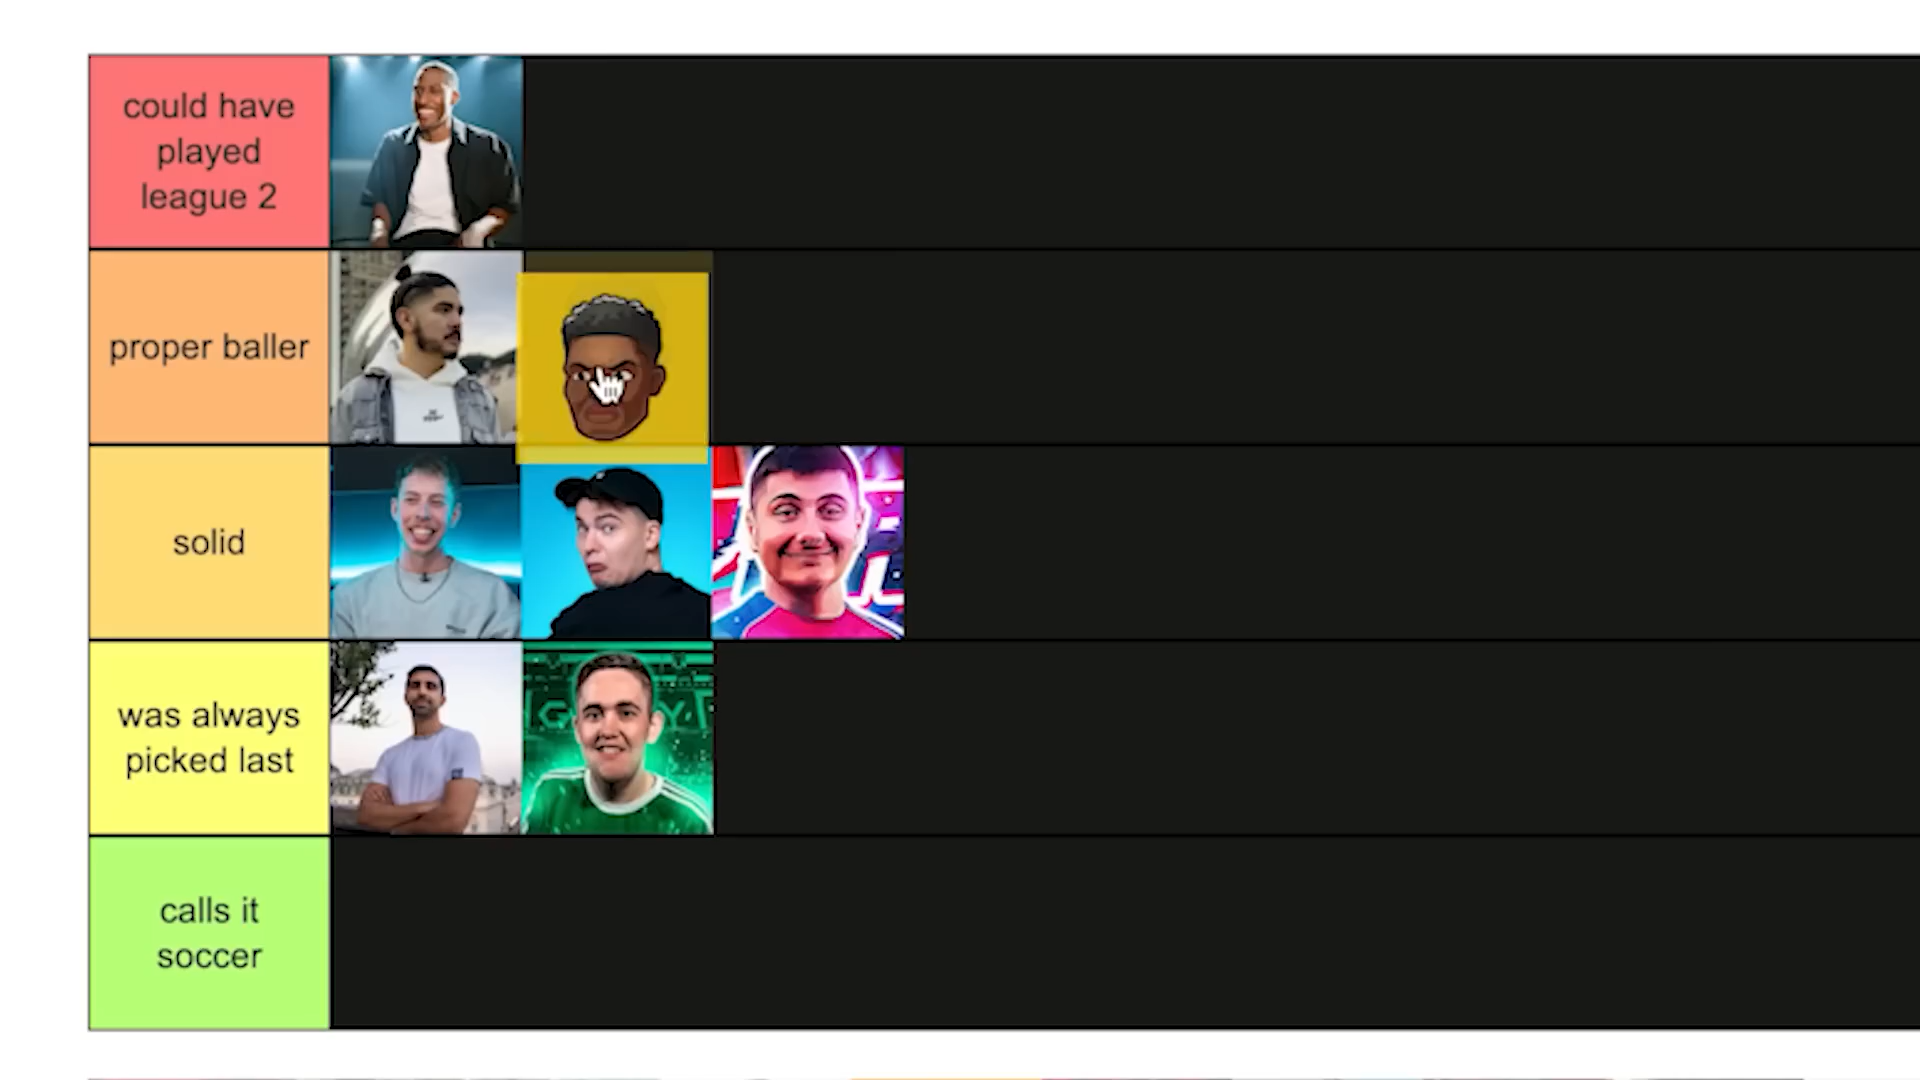 could have
played
league 2
proper baller
solid
was always
picked last
calls it
soccer